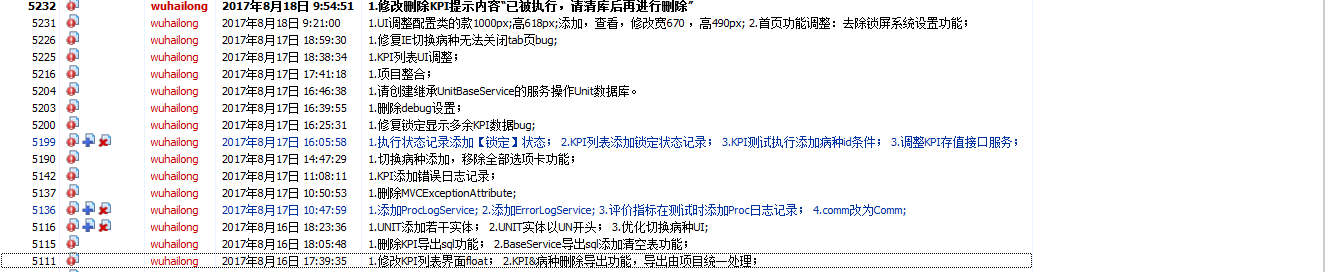 5232 wuhailong 2017年8月18日 9:54:51 1.修改删除KPI提示内容“已被执行，请清库后再进行删除”
5231 wuhailong 2017年8月18日 9:21:00 1.UI调整配置类的款1000px;高618px;添加，查看，修改宽670 ，高490px; 2.首页功能调整：去除锁屏系统设置功能；
5226 wuhailong 2017年8月17日 18:59:30 1.修复IE切换病种无法关闭tab页bug;
5225 wuhailong 2017年8月17日 18:38:34 1.KPI列表UI调整；
5216 wuhailong 2017年8月17日 17:41:18 1.项目整合；
5204 wuhailong 2017年8月17日 16:46:38 1.请创建继承UnitBaseService的服务操作Unit数据库。
5203 wuhailong 2017年8月17日 16:39:55 1.删除debug设置；
5200 wuhailong 2017年8月17日 16:25:31 1.修复锁定显示多余KPI数据bug;
5199 wuhailong 2017年8月17日 16:05:58 1.执行状态记录添加【锁定】状态； 2.KPI列表添加锁定状态记录； 3.KPI测试执行添加病种id条件； 3.调整KPI存值接口服务；
5190 wuhailong 2017年8月17日 14:47:29 1.切换病种添加，移除全部选项卡功能；
5142 wuhailong 2017年8月17日 11:08:11 1.KPI添加错误日志记录；
5137 wuhailong 2017年8月17日 10:50:53 1.删除MVCExceptionAttribute;
5136 wuhailong 2017年8月17日 10:47:59 1.添加ProcLogService; 2.添加ErrorLogService; 3.评价指标在测试时添加Proc日志记录； 4.comm改为Comm;
5116 wuhailong 2017年8月16日 18:23:36 1.UNIT添加若干实体； 2.UNIT实体以UN开头； 3.优化切换病种UI;
5115 wuhailong 2017年8月16日 18:05:48 1.删除KPI导出sql功能； 2.BaseService导出sql添加清空表功能；
5111 wuhailong 2017年8月16日 17:39:35 1.修改KPI列表界面float； 2.KPI&病种删除导出功能，导出由项目统一处理；